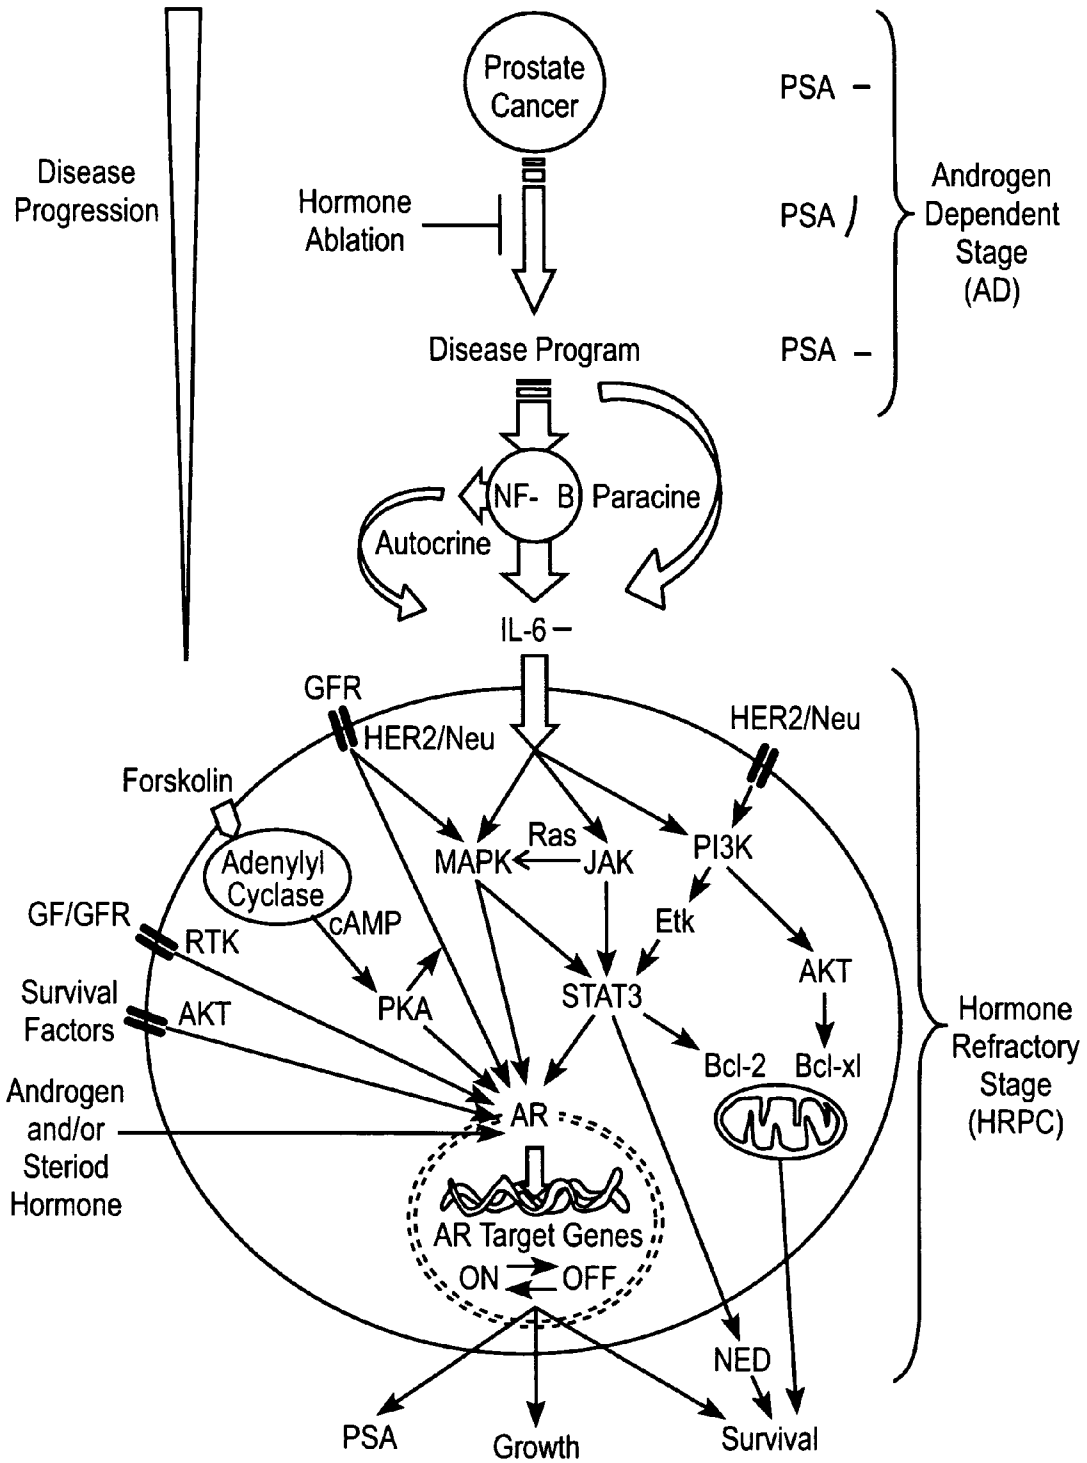 Prostate
Cancer
PSA –
Disease
Progression
Hormone
Ablation
PSA )
Androgen
Dependent
Stage
(AD)
Disease Program
PSA –
NF- B
Paracine
Autocrine
IL-6 –
GFR
HER2/Neu
HER2/Neu
Forskolin
Adenylyl
Cyclase
MAPK
Ras
JAK
PI3K
GF/GFR
RTK
cAMP
Etk
AKT
Survival
Factors
AKT
PKA
STAT3
Bcl-2
Bcl-xl
Hormone
Refractory
Stage
(HRPC)
Androgen
and/or
Steriod
Hormone
AR
AR Target Genes
ON
OFF
NED
PSA
Growth
Survival